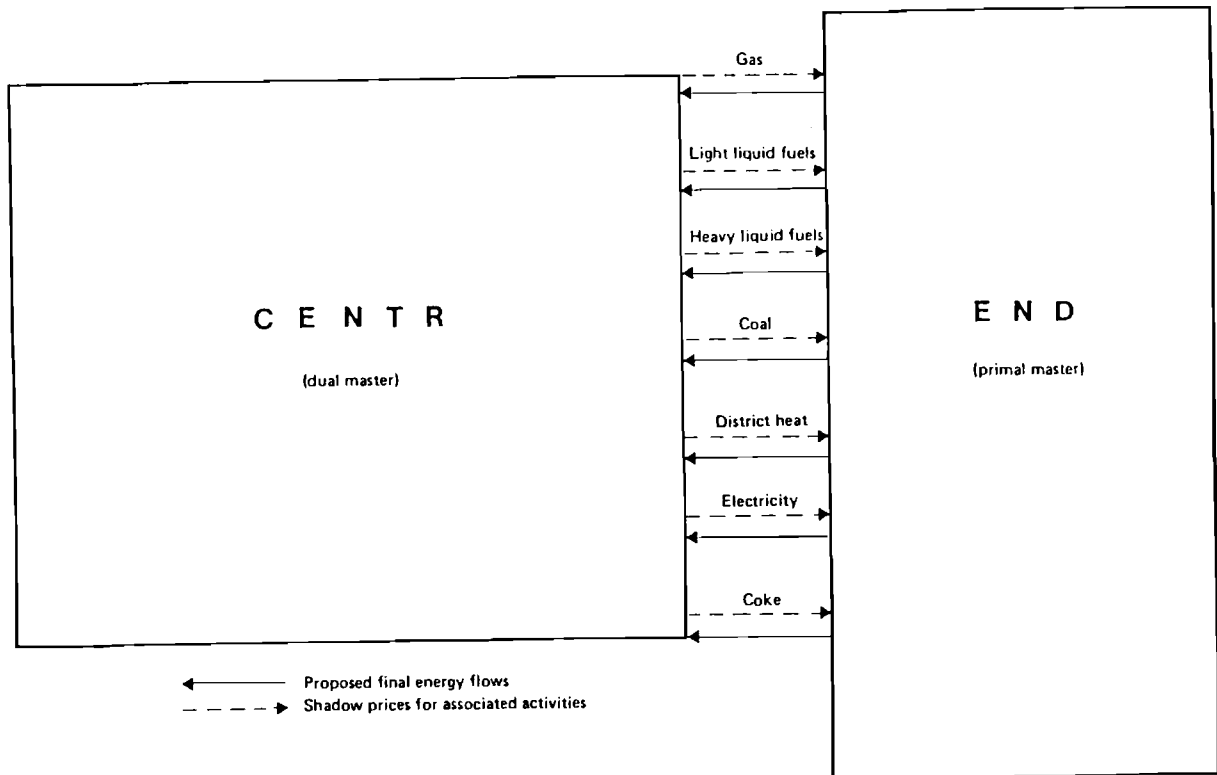 Gas
Light liquid fuels
Heavy liquid fuels
C E N T R
(dual master)
E N D
(primal master)
Coal
District heat
Electricity
Coke
Proposed final energy flows
Shadow prices for associated activities